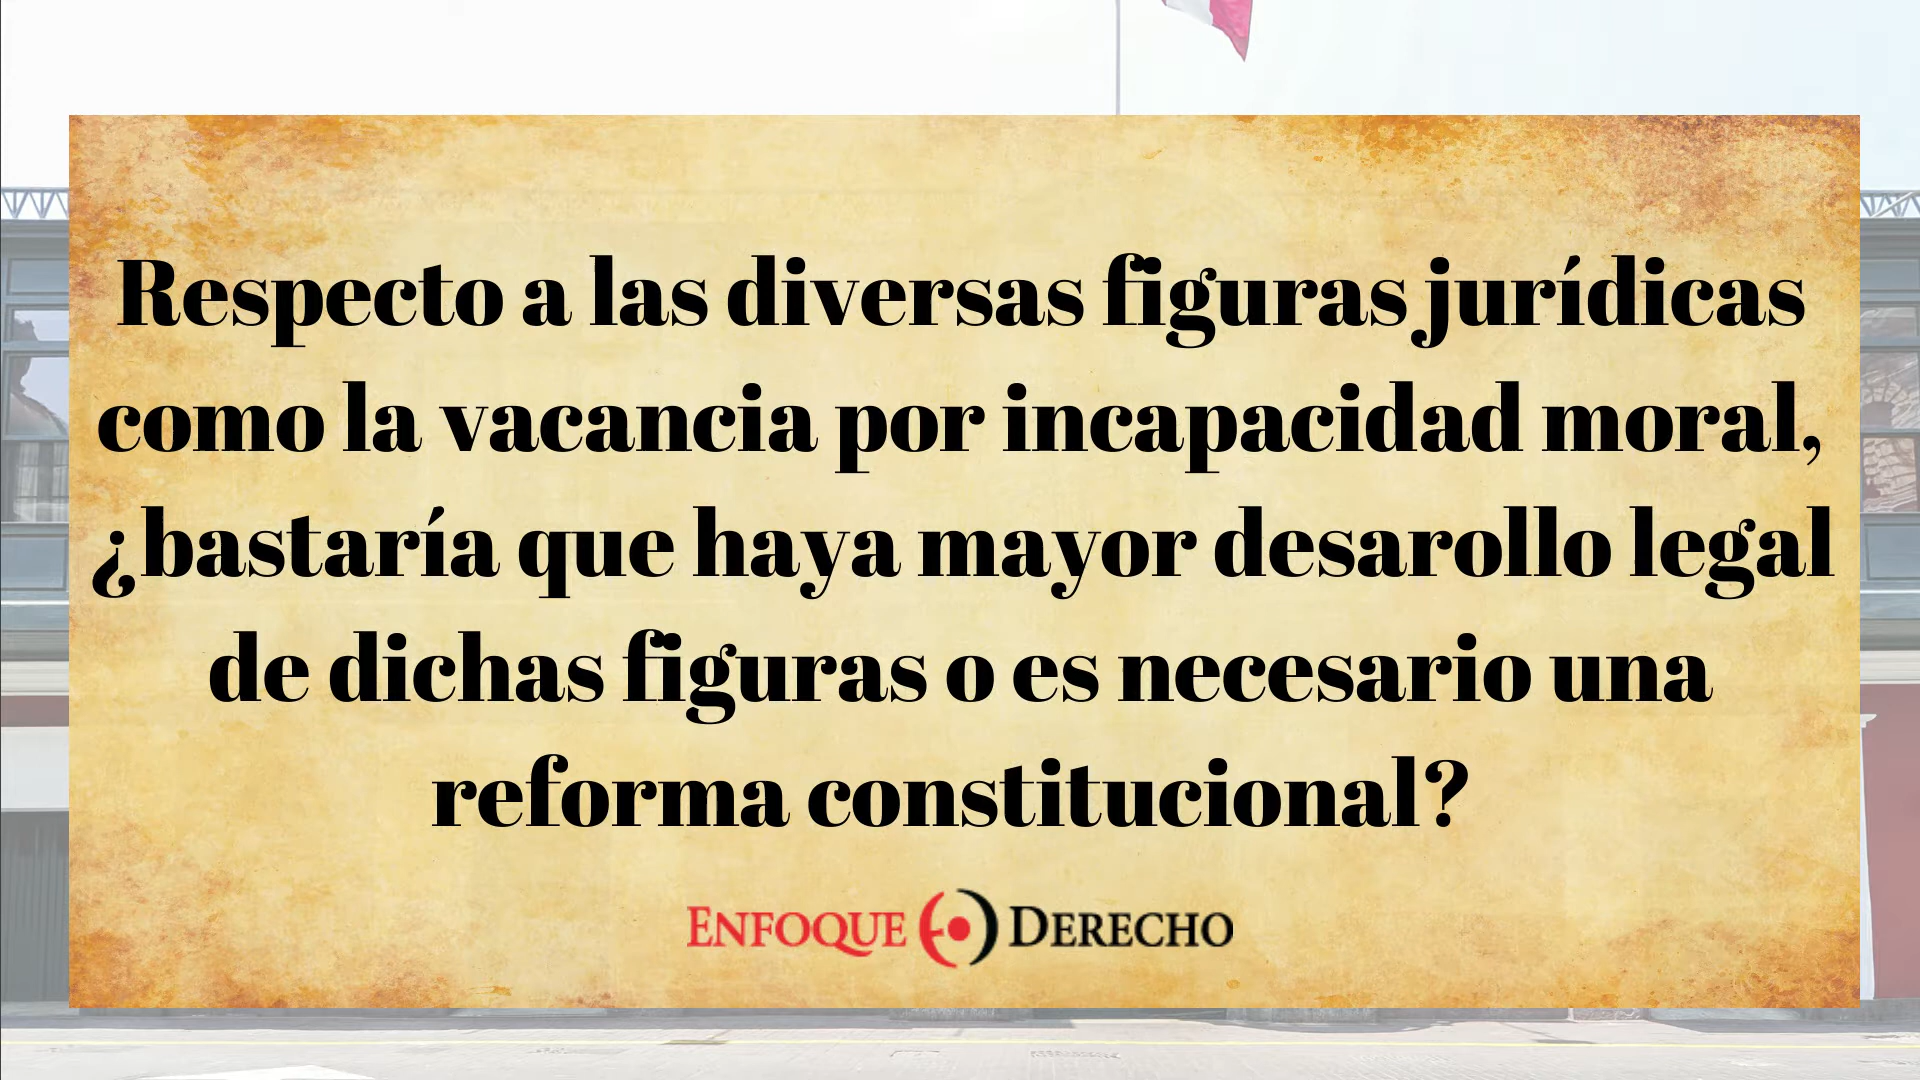 Respecto a las diversas figuras jurídicas
como la vacancia por incapacidad moral,
¿bastaría que haya mayor desarollo legal
de dichas figuras o es necesario una
reforma constitucional?
ENFOQUE DERECHO